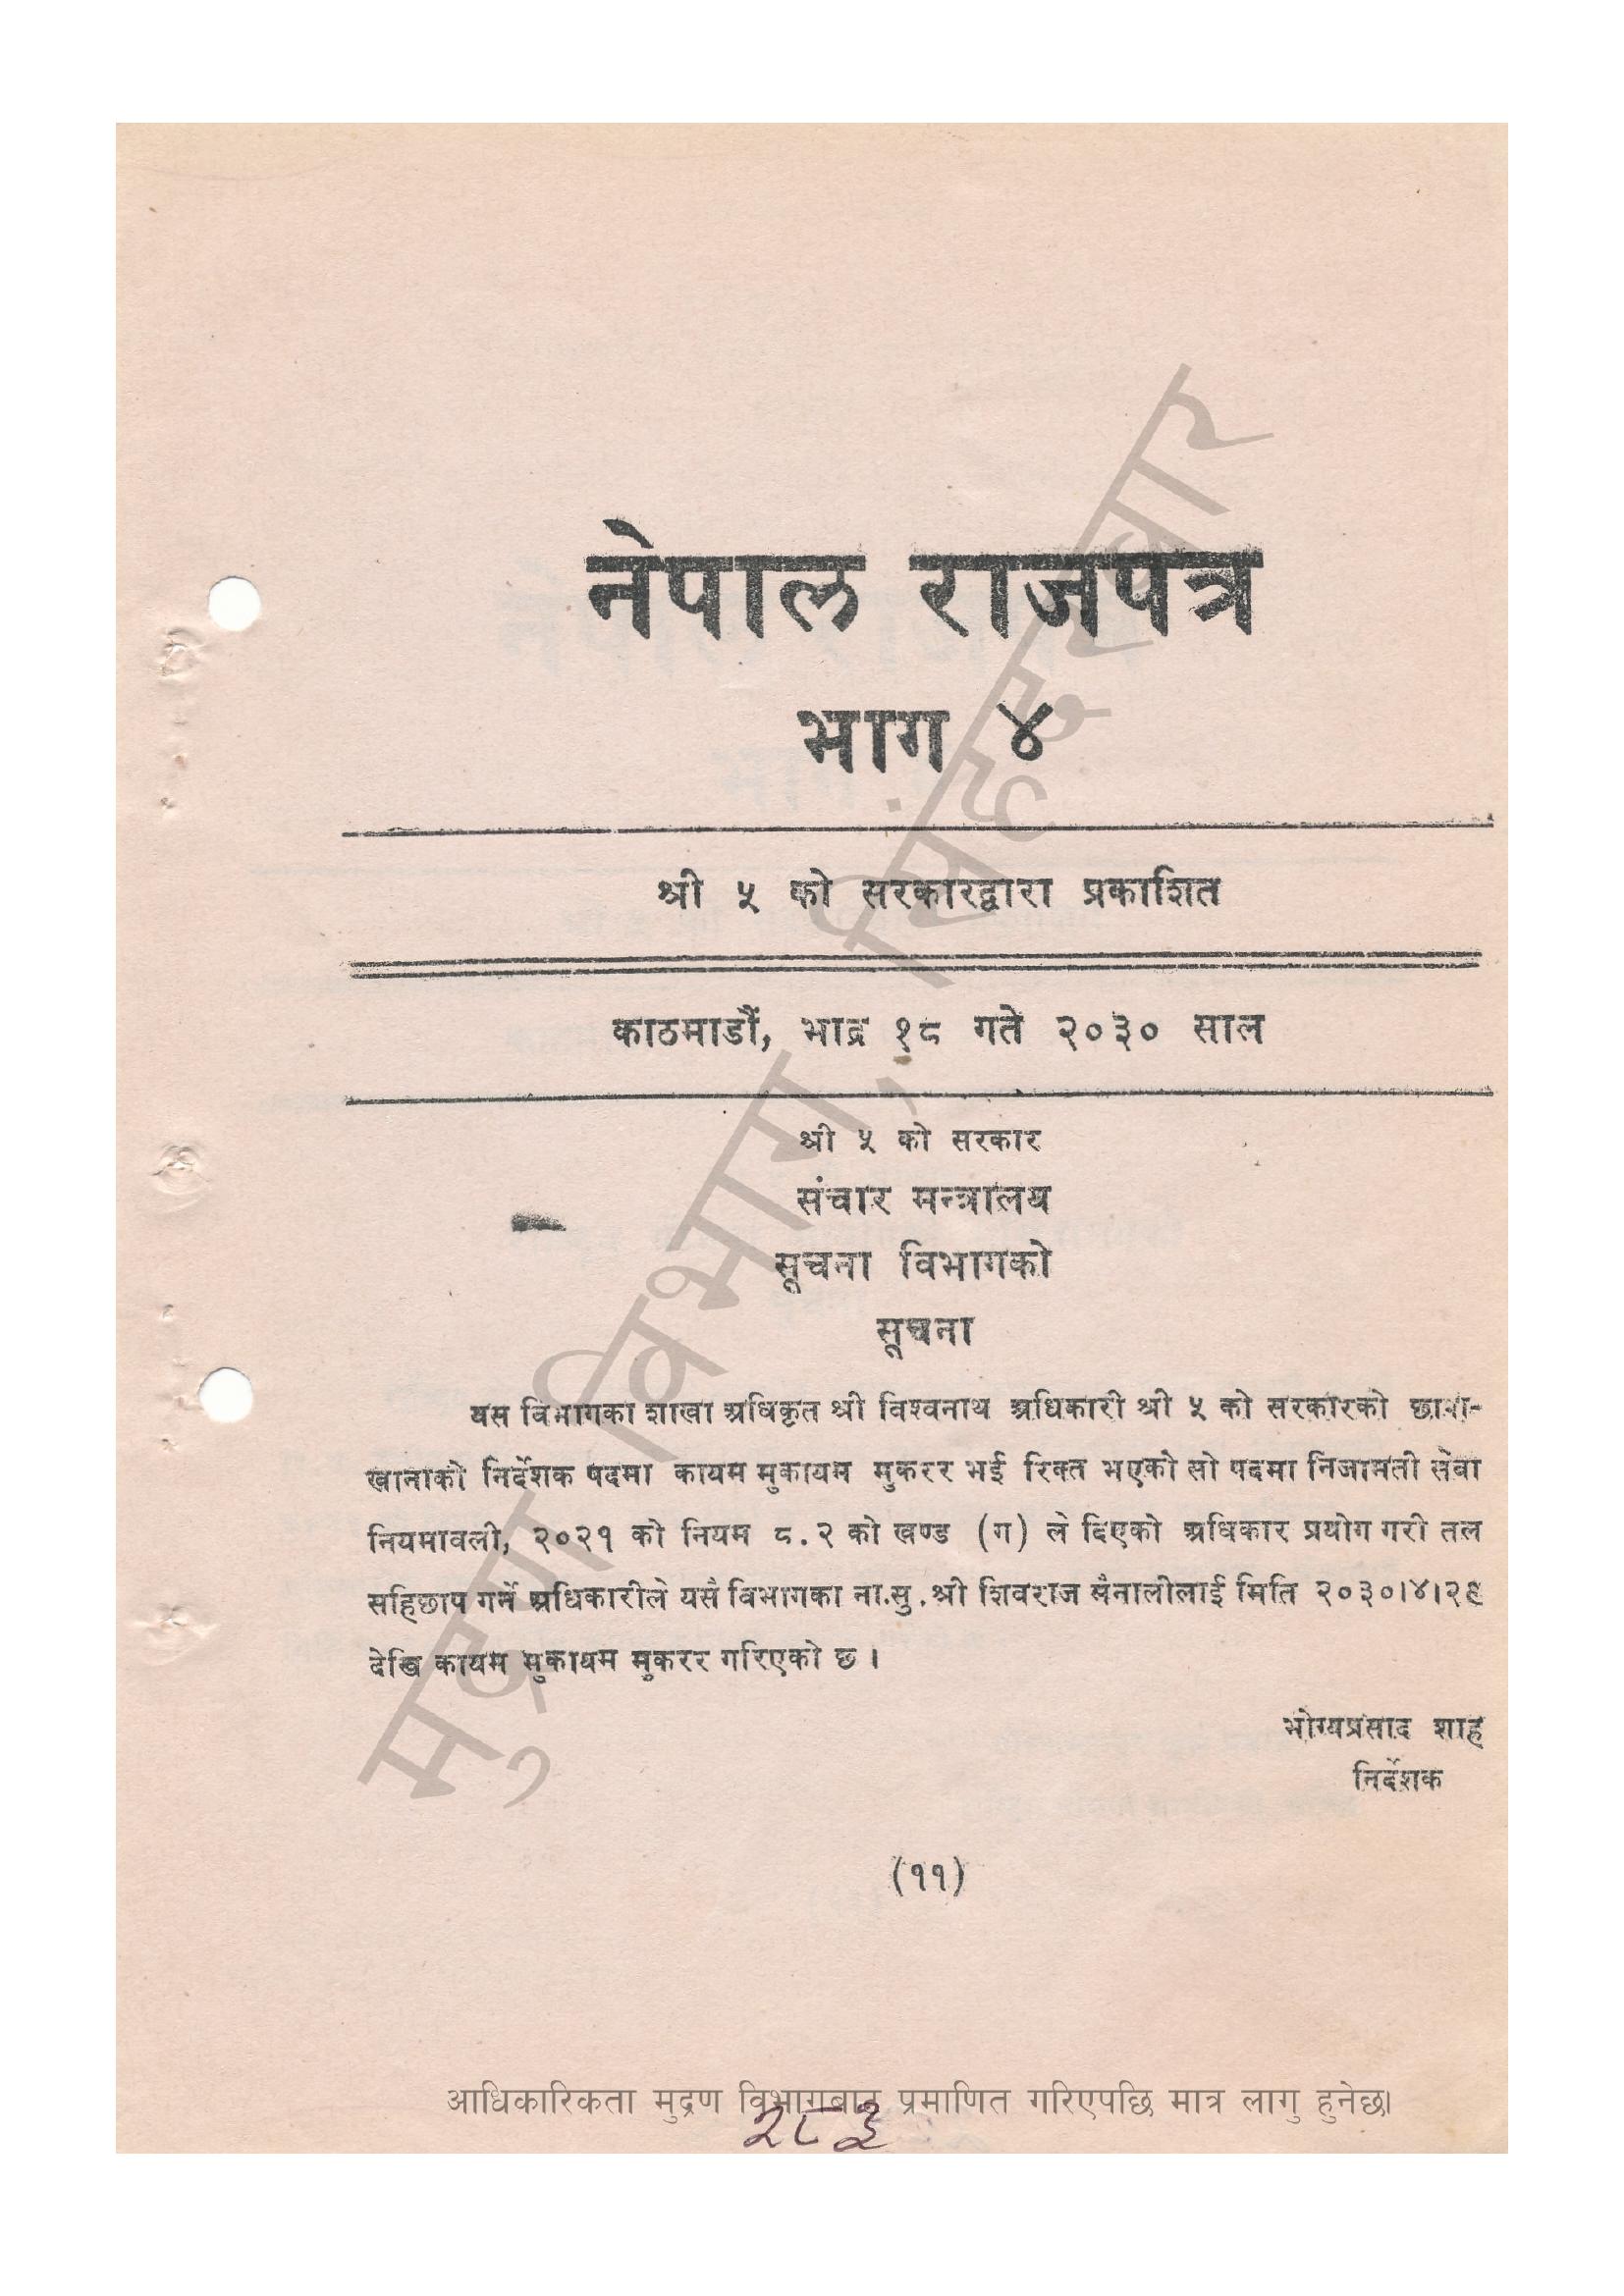 नेपाल राजपत्र
भाग ४
श्री ५ को सरकारद्वारा प्रकाशित
काठमाडौं, भाद्र १८ गते २०३० साल
श्री ५ को सरकार
संचार मन्त्रालय
सूचना विभागको
सूचना
यस विभागका शाखा अधिकृत श्री विश्वनाथ अधिकारी श्री ५ को सरकारको छापा-
खानाको निर्देशक पदमा कायम मुकायम मुकरर भई रिक्त भएको सो पदमा निजामती सेवा
नियमावली, २०२१ को नियम ८.२ को खण्ड (ग) ले दिएको अधिकार प्रयोग गरी तल
सहिछाप गर्ने अधिकारीले यसै विभागका ना.सु. श्री शिवराज मैनालीलाई मिति २०३०।४।२९
देखि कायम मुकायम मुकरर गरिएको छ ।
भोग्यप्रसाद शाह
निर्देशक
(११)
मुद्रण विभाग, सिंहदरबार
आधिकारिकता मुद्रण विभागबाट प्रमाणित गरिएपछि मात्र लागु हुनेछ।
२८३